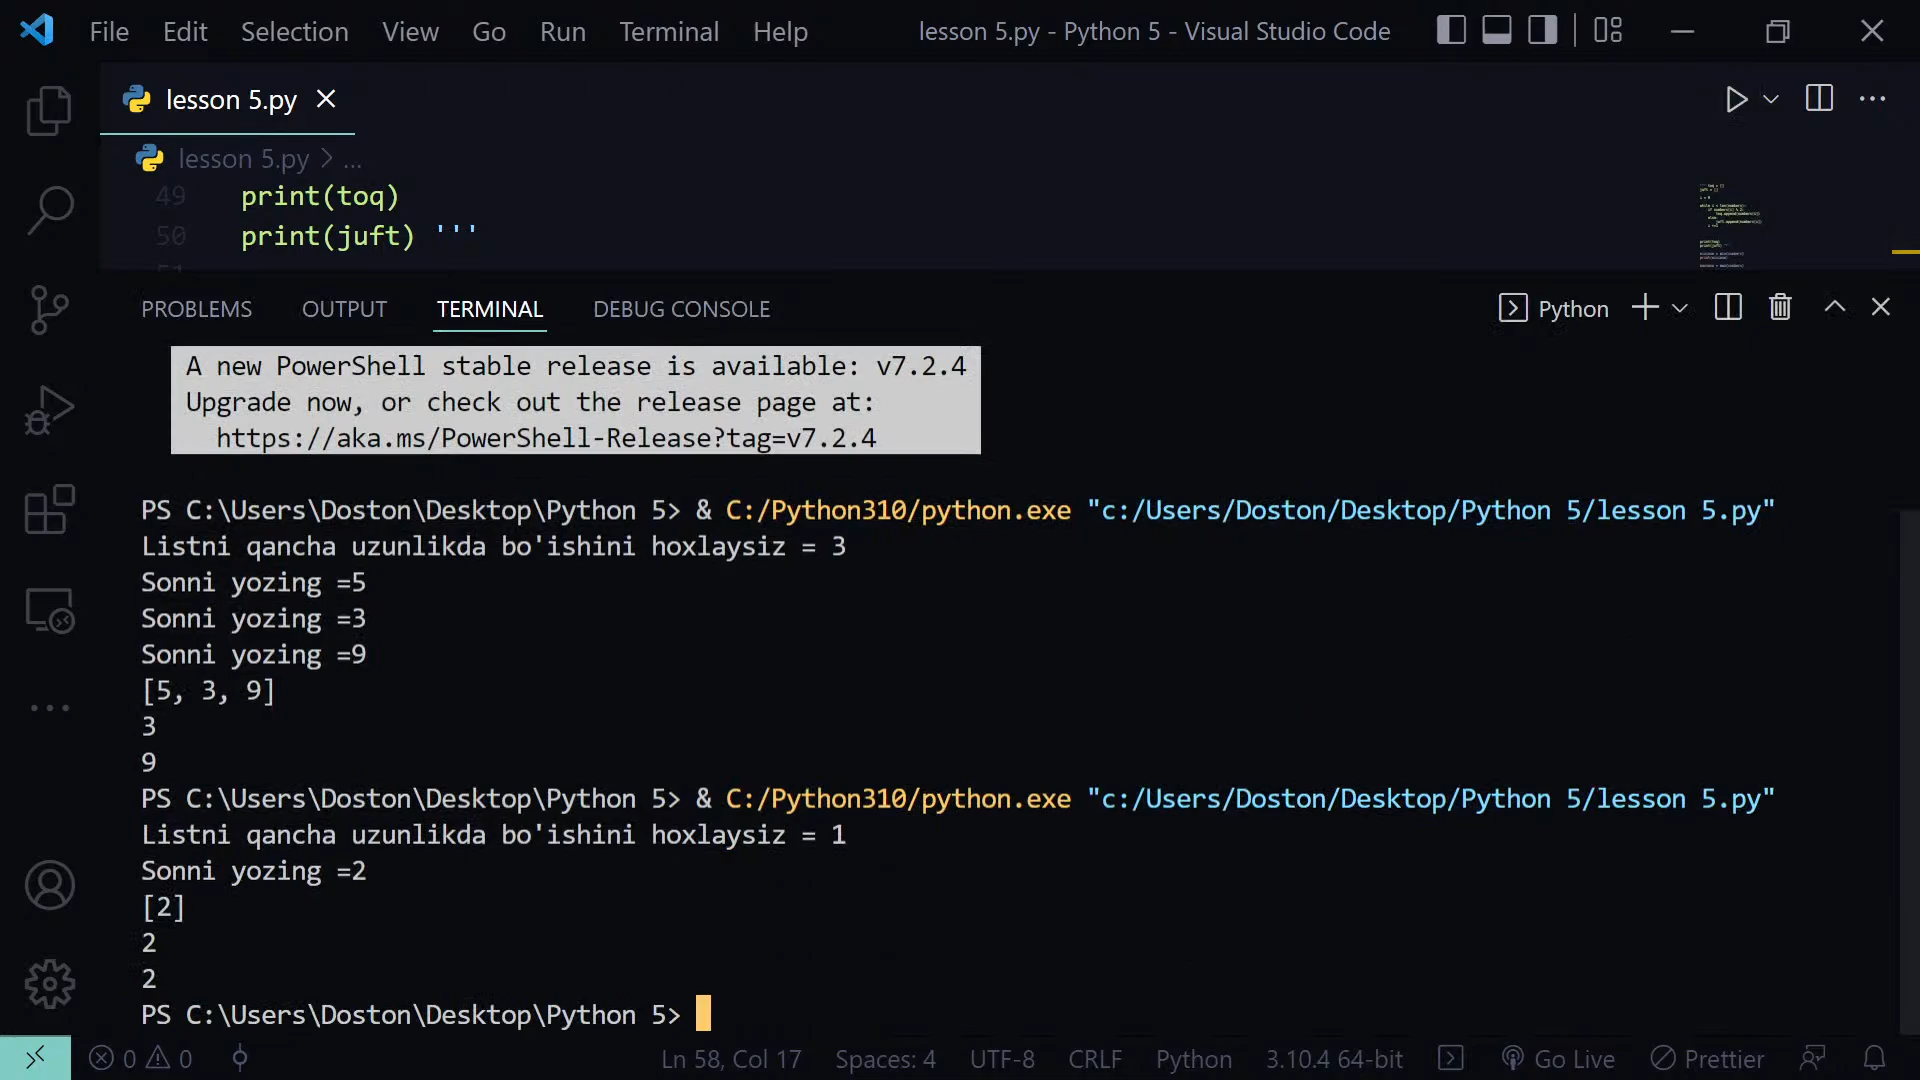 File Edit Selection View Go Run Terminal Help lesson 5.py - Python 5 - Visual Studio Code
lesson 5.py
lesson 5.py > ...
49 print(toq)
50 print(juft) '''
PROBLEMS OUTPUT TERMINAL DEBUG CONSOLE Python
A new PowerShell stable release is available: v7.2.4
Upgrade now, or check out the release page at:
https://aka.ms/PowerShell-Release?tag=v7.2.4
PS C:\Users\Doston\Desktop\Python 5> & C:/Python310/python.exe "c:/Users/Doston/Desktop/Python 5/lesson 5.py"
Listni qancha uzunlikda bo'ishini hoxlaysiz = 3
Sonni yozing =5
Sonni yozing =3
Sonni yozing =9
[5, 3, 9]
3
9
PS C:\Users\Doston\Desktop\Python 5> & C:/Python310/python.exe "c:/Users/Doston/Desktop/Python 5/lesson 5.py"
Listni qancha uzunlikda bo'ishini hoxlaysiz = 1
Sonni yozing =2
[2]
2
2
PS C:\Users\Doston\Desktop\Python 5>
0 0 Ln 58, Col 17 Spaces: 4 UTF-8 CRLF Python 3.10.4 64-bit Go Live Prettier